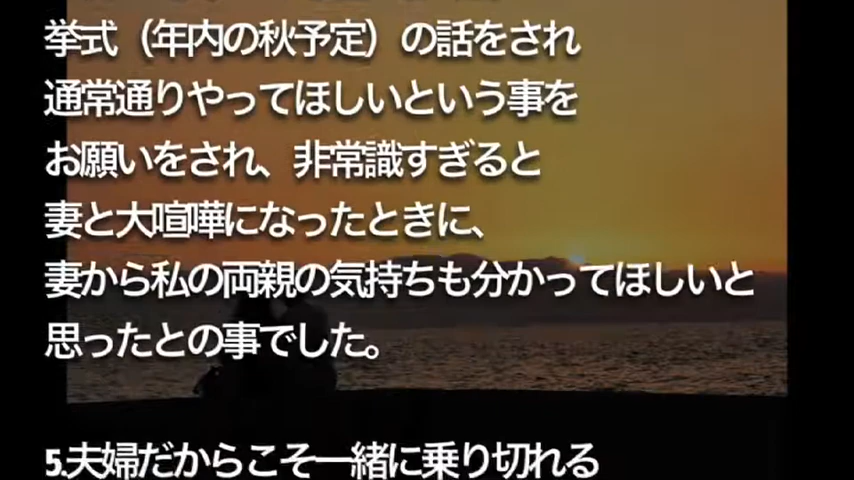 挙式（年内の秋予定）の話をされ
通常通りやってほしいという事を
お願いをされ、非常識すぎると
妻と大喧嘩になったときに、
妻から私の両親の気持ちも分かってほしいと
思ったとの事でした。
5.夫婦だからこそ一緒に乗り切れる